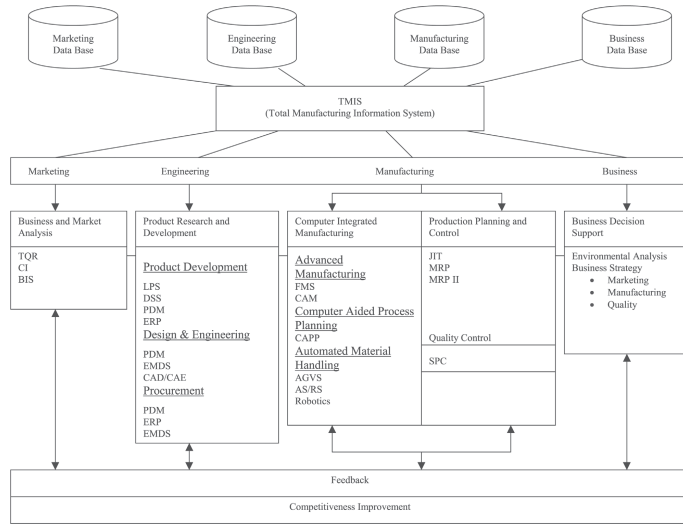 Marketing
Data Base
Engineering
Data Base
Manufacturing
Data Base
Business
Data Base
TMIS
(Total Manufacturing Information System)
Marketing
Engineering
Manufacturing
Business
Business and Market
Analysis
TQR
CI
BIS
Product Research and
Development
Product Development
LPS
DSS
PDM
ERP
Design & Engineering
PDM
EMDS
CAD/CAE
Procurement
PDM
ERP
EMDS
Computer Integrated
Manufacturing
Advanced
Manufacturing
FMS
CAM
Computer Aided Process
Planning
CAPP
Automated Material
Handling
AGVS
AS/RS
Robotics
Production Planning and
Control
JIT
MRP
MRP II
Quality Control
SPC
Business Decision
Support
Environmental Analysis
Business Strategy
• Marketing
• Manufacturing
• Quality
Feedback
Competitiveness Improvement